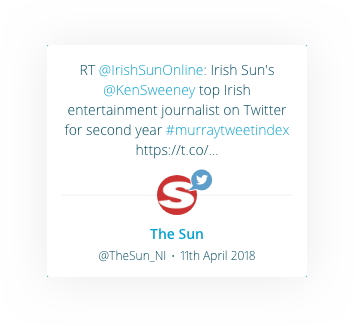 RT @IrishSunOnline: Irish Sun's
@KenSweeney top Irish
entertainment journalist on Twitter
for second year #murraytweetindex
https://t.co/...
S
The Sun
@TheSun_NI • 11th April 2018